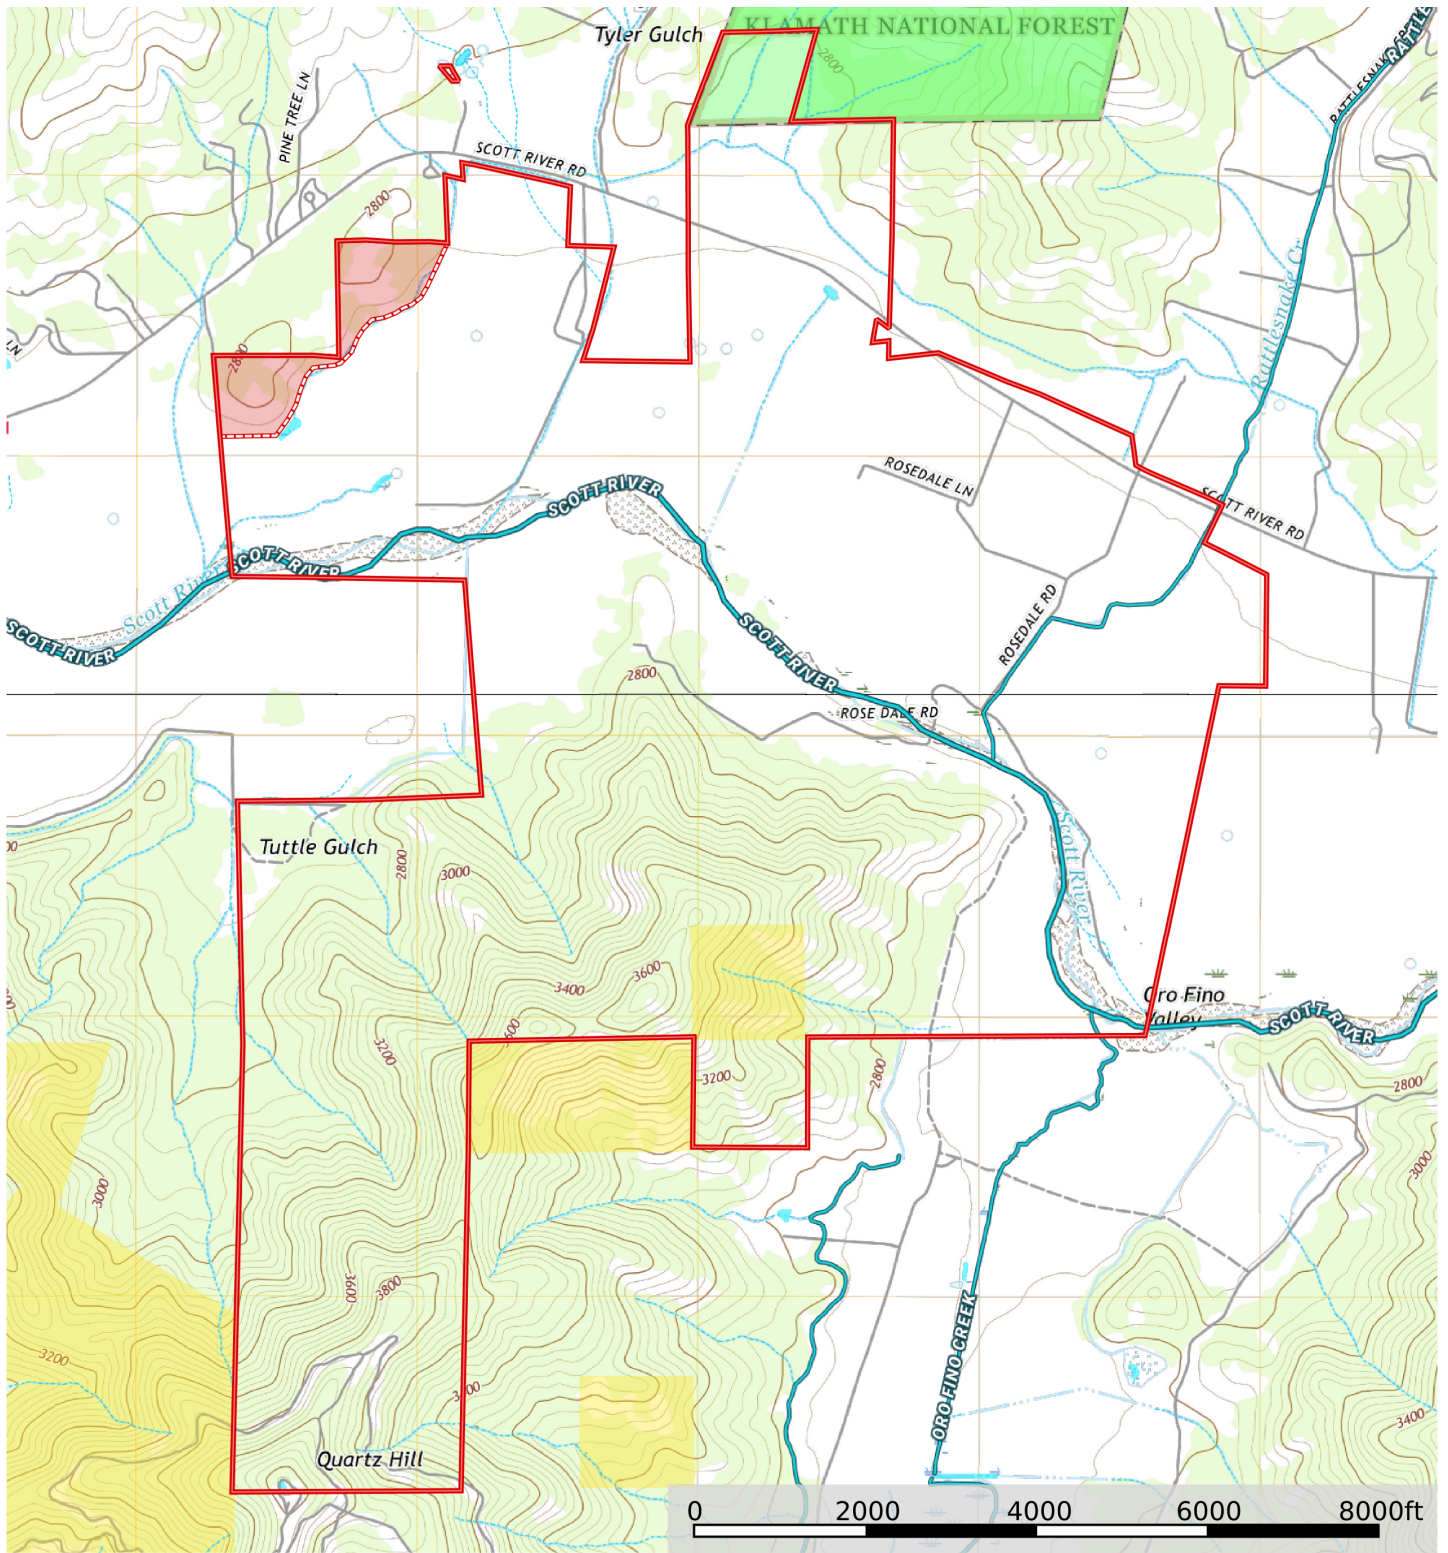 KLAMATH NATIONAL FOREST
Tyler Gulch
2800
RATTLESNAKE
RATTLE
PINE TREE LN
SCOTT RIVER RD
2800
Rattlesnake Cr
LN
2800
ROSEDALE LN
SCOTT RIVER
SCOTT RIVER RD
SCOTT RIVER
Scott River
ROSEDALE RD
SCOTT RIVER
SCOTT RIVER
2800
ROSE DALE RD
Tuttle Gulch
2800
3000
Scott River
3600
3400
Oro Fino
Valley
SCOTT RIVER
3200
3200
2800
2800
3000
3000
3600
3800
ORO FINO CREEK
3200
3400
Quartz Hill
0 2000 4000 6000 8000ft